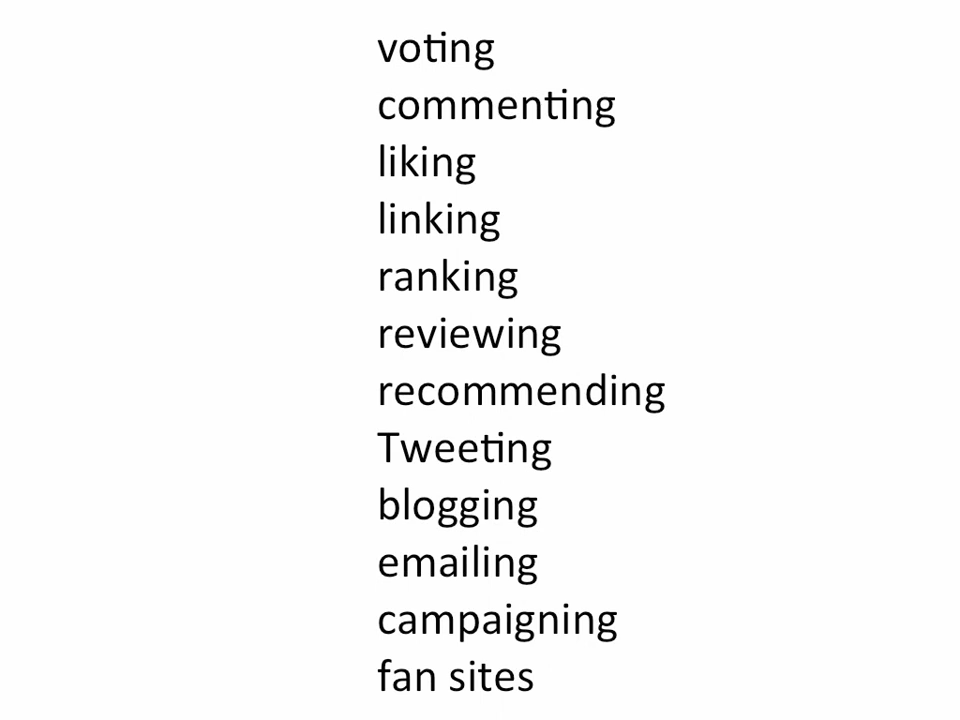 voting
commenting
liking
linking
ranking
reviewing
recommending
Tweeting
blogging
emailing
campaigning
fan sites